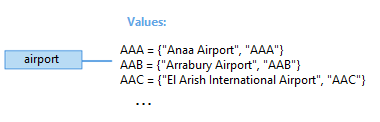 Values:
airport
AAA = {"Anaa Airport", "AAA"}
AAB = {"Arrabury Airport", "AAB"}
AAC = {"El Arish International Airport", "AAC"}
...